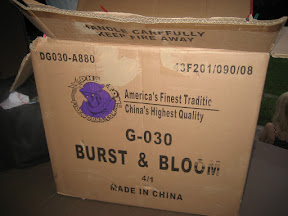 HANDLE CAREFULLY
KEEP FIRE AWAY
DG030-A880
13F201/090/08
America's Finest Traditic
China's Highest Quality
G-030
BURST & BLOOM
4/1
MADE IN CHINA